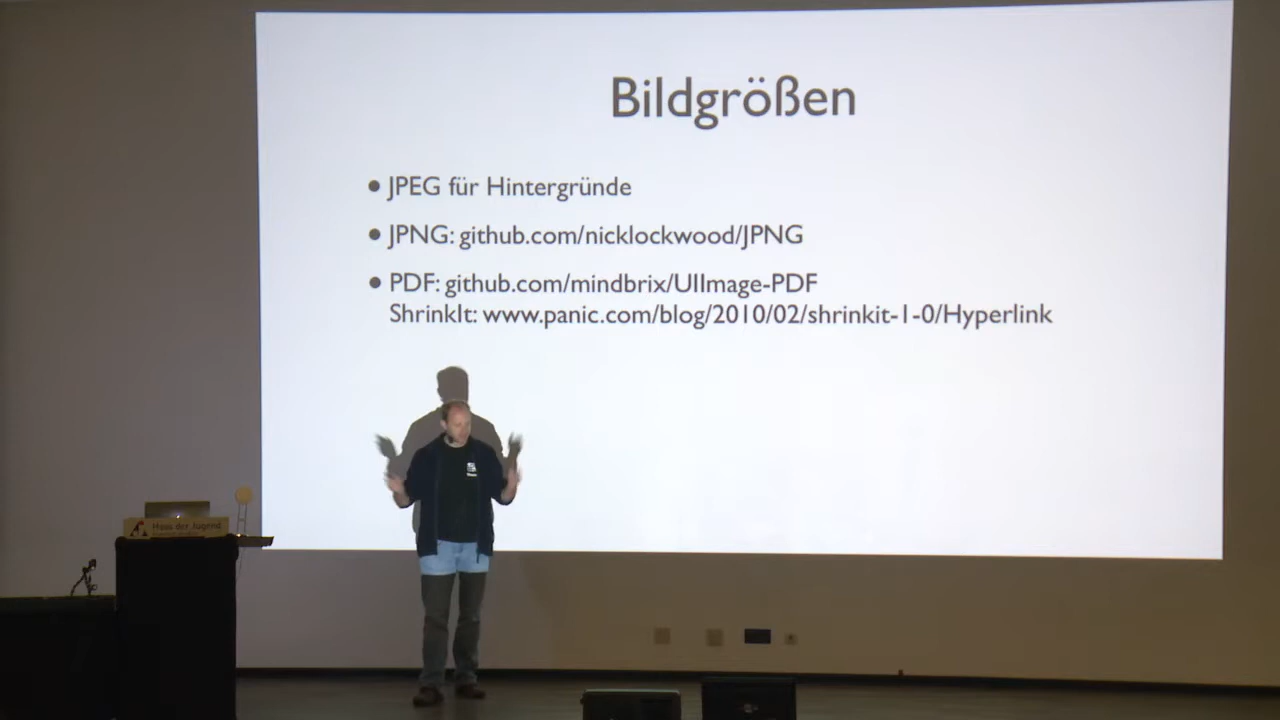 Bildgrößen
• JPEG für Hintergründe
• JPNG: github.com/nicklockwood/JPNG
• PDF: github.com/mindbrix/UIImage-PDF
ShrinkIt: www.panic.com/blog/2010/02/shrinkit-1-0/Hyperlink
Haus der Jugend